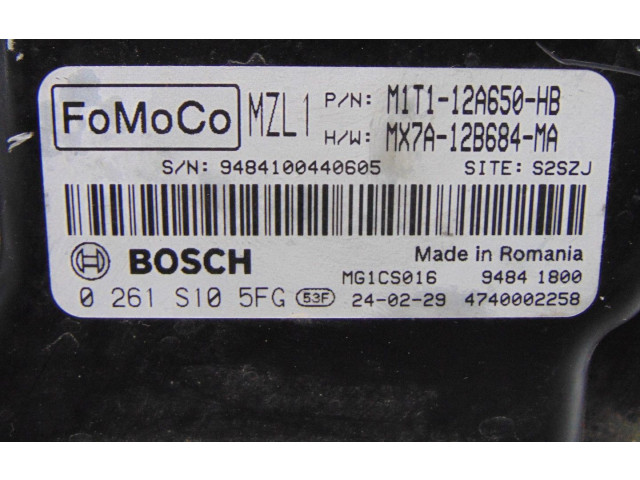 FoMoCo MZL1 P/N: M1T1-12A650-HB
H/W: MX7A-12B684-MA
S/N: 9484100440605 SITE: S2SZJ
BOSCH Made in Romania
MG1CS016 9484 1800
0 261 S10 5FG 53F 24-02-29 4740002258